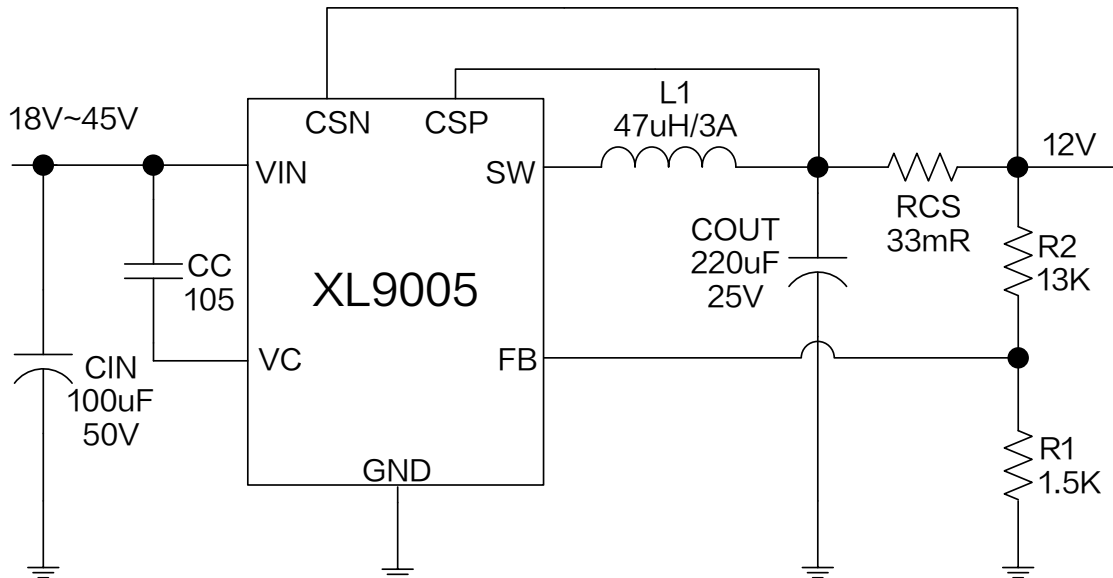 18V~45V
CSN
CSP
L1
47uH/3A
12V
VIN
SW
RCS
33mR
CC
105
XL9005
COUT
220uF
25V
R2
13K
VC
FB
CIN
100uF
50V
GND
R1
1.5K